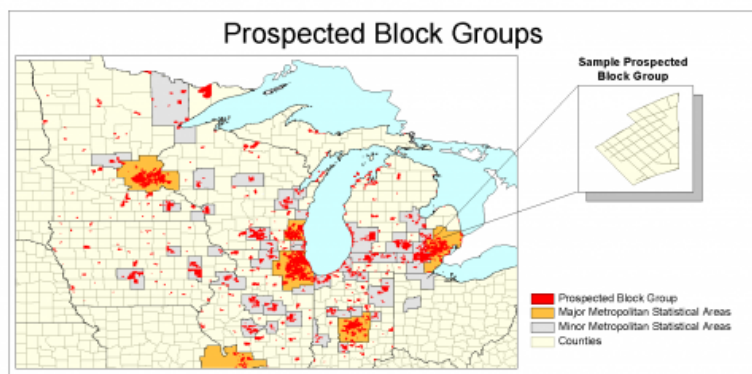 Prospected Block Groups
Sample Prospected
Block Group
Prospected Block Group
Major Metropolitan Statistical Areas
Minor Metropolitan Statistical Areas
Counties